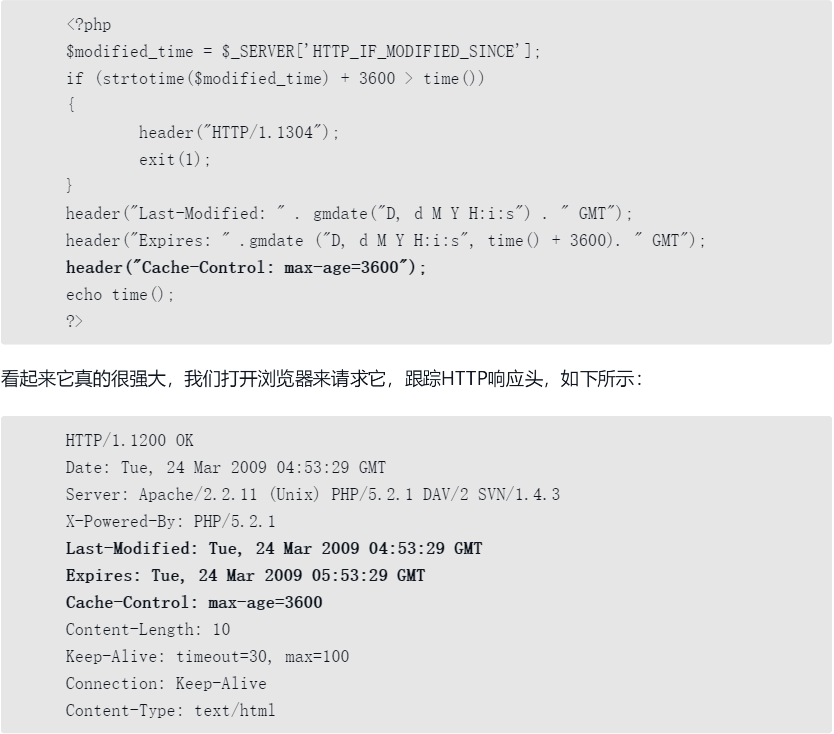 <?php
$modified_time = $_SERVER['HTTP_IF_MODIFIED_SINCE'];
if (strtotime($modified_time) + 3600 > time())
{
header("HTTP/1.1304");
exit(1);
}
header("Last-Modified: " . gmdate("D, d M Y H:i:s") . " GMT");
header("Expires: " .gmdate ("D, d M Y H:i:s", time() + 3600). " GMT");
header("Cache-Control: max-age=3600");
echo time();
?>
看起来它真的很强大，我们打开浏览器来请求它，跟踪HTTP响应头，如下所示：
HTTP/1.1200 OK
Date: Tue, 24 Mar 2009 04:53:29 GMT
Server: Apache/2.2.11 (Unix) PHP/5.2.1 DAV/2 SVN/1.4.3
X-Powered-By: PHP/5.2.1
Last-Modified: Tue, 24 Mar 2009 04:53:29 GMT
Expires: Tue, 24 Mar 2009 05:53:29 GMT
Cache-Control: max-age=3600
Content-Length: 10
Keep-Alive: timeout=30, max=100
Connection: Keep-Alive
Content-Type: text/html